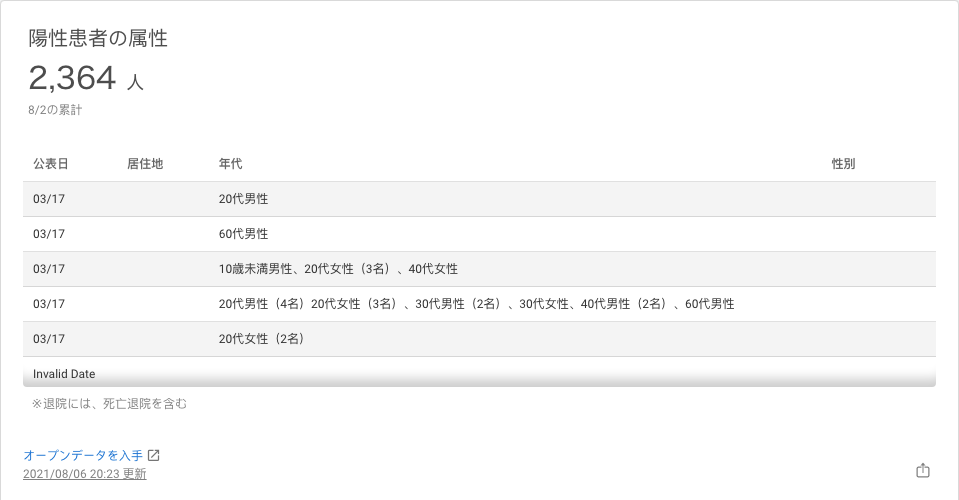 陽性患者の属性
2,364 人
8/2の累計
公表日 居住地 年代 性別
03/17 20代男性
03/17 60代男性
03/17 10歳未満男性、20代女性（3名）、40代女性
03/17 20代男性（4名）20代女性（3名）、30代男性（2名）、30代女性、40代男性（2名）、60代男性
03/17 20代女性（2名）
Invalid Date
※退院には、死亡退院を含む
オープンデータを入手
2021/08/06 20:23 更新